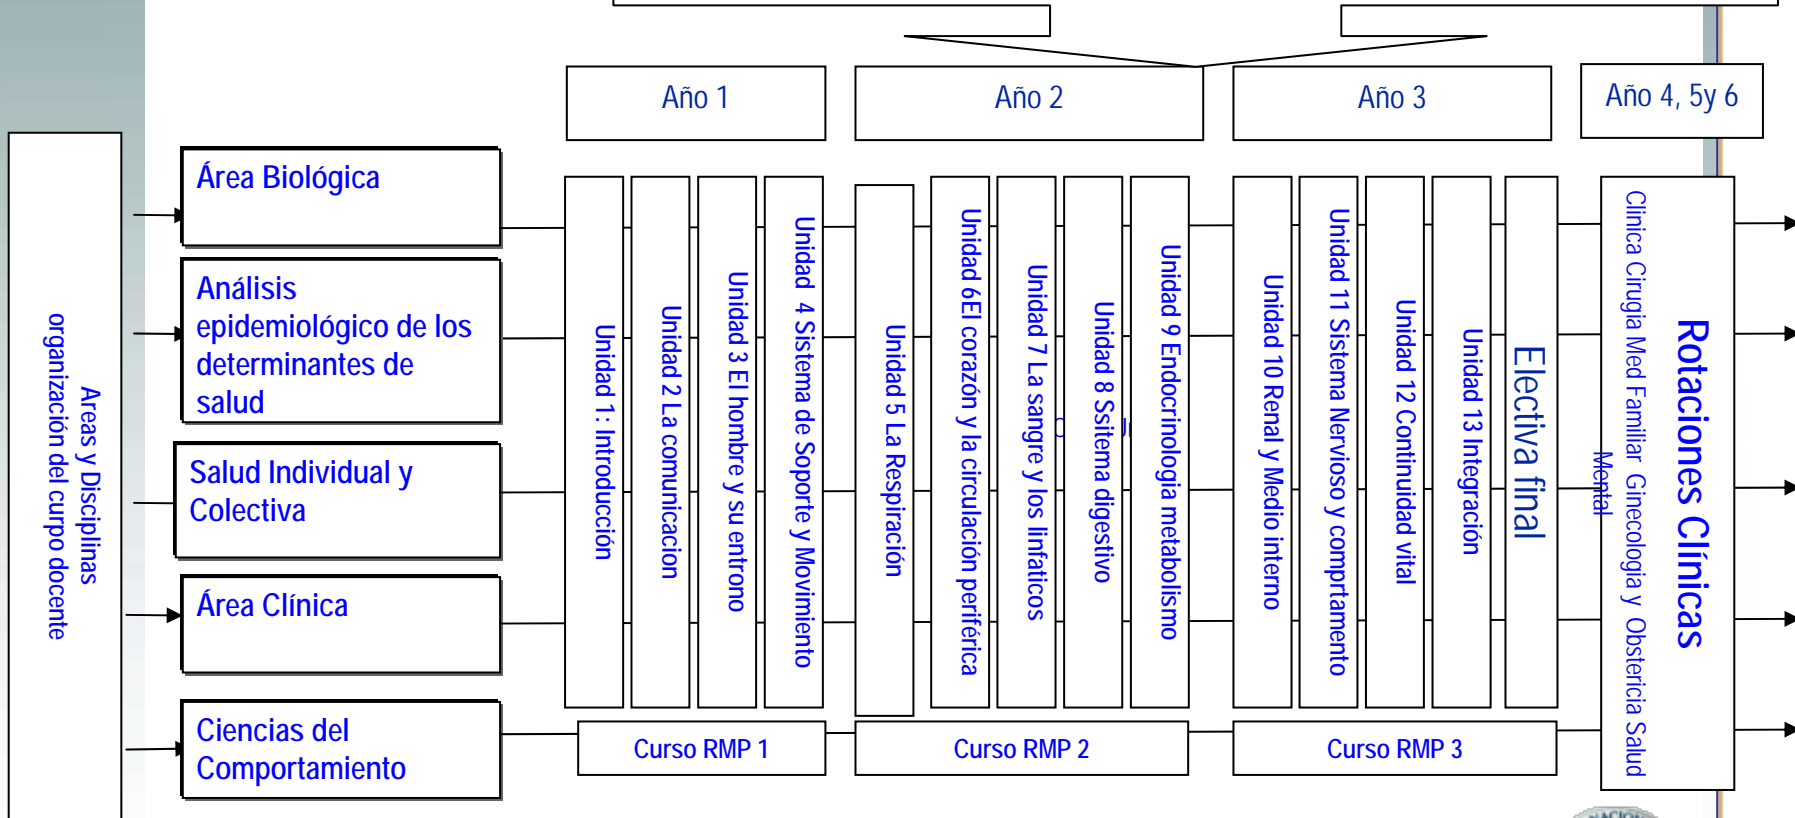 Año 1
Año 2
Año 3
Año 4, 5y 6
Areas y Disciplinas
organización del curpo docente
Área Biológica
Análisis
epidemiológico de los
determinantes de
salud
Salud Individual y
Colectiva
Área Clínica
Ciencias del
Comportamiento
Unidad 1: Introducción
Unidad 2 La comunicacion
Unidad 3 El hombre y su entrono
Unidad 4 Sistema de Soporte y Movimiento
Unidad 5 La Respiración
Unidad 6El corazón y la circulación periférica
Unidad 7 La sangre y los linfaticos
Unidad 8 Ssitema digestivo
Unidad 9 Endocrinologia metabolismo
Unidad 10 Renal y Medio interno
Unidad 11 Sistema Nervioso y comprtamento
Unidad 12 Continuidad vital
Unidad 13 Integración
Electiva final
Rotaciones Clínicas
Clinica Cirugia Med Familiar Ginecologia y Obstericia Salud
Mental
Curso RMP 1
Curso RMP 2
Curso RMP 3